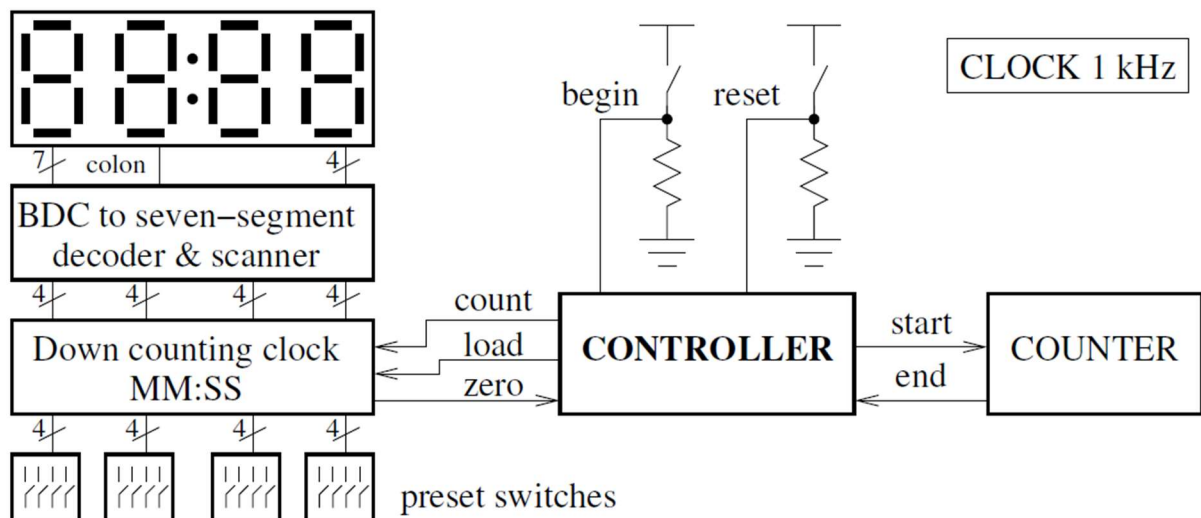 begin
reset
CLOCK 1 kHz
7
colon
4
BDC to seven-segment
decoder & scanner
4
4
4
4
count
load
zero
CONTROLLER
start
end
COUNTER
Down counting clock
MM:SS
4
4
4
4
preset switches